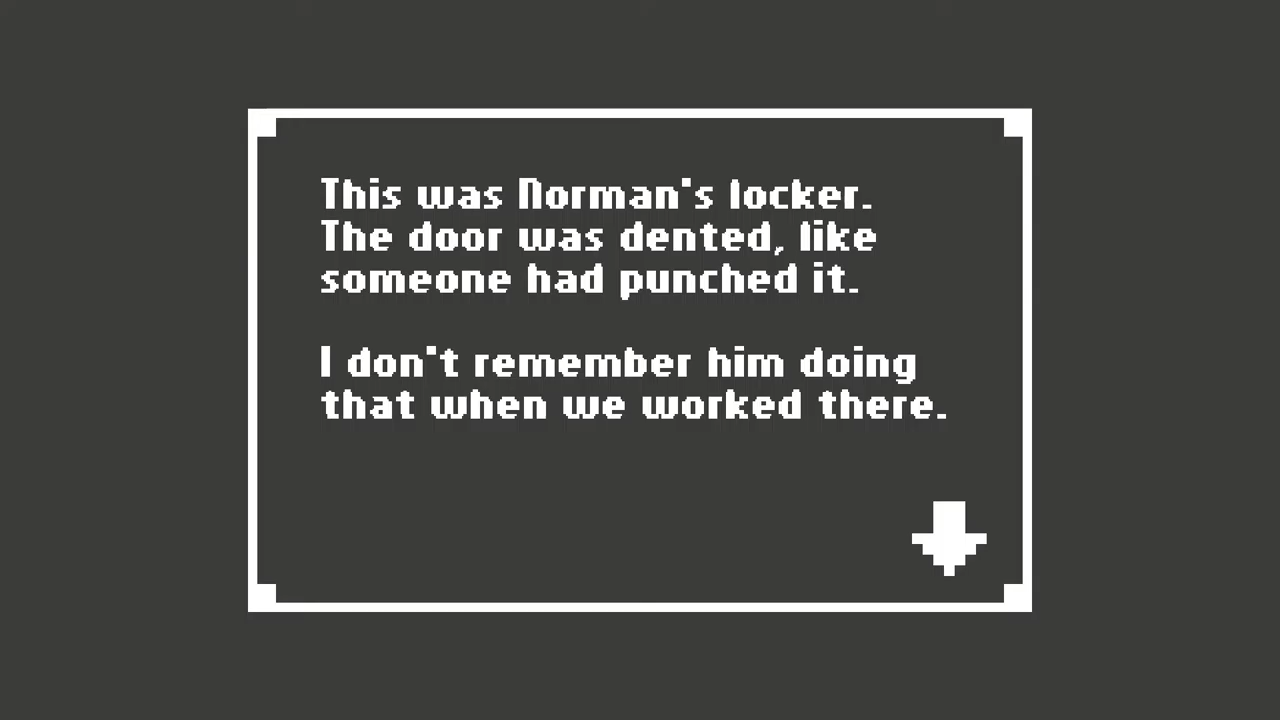 This was Norman's locker.
The door was dented, like
someone had punched it.
I don't remember him doing
that when we worked there.